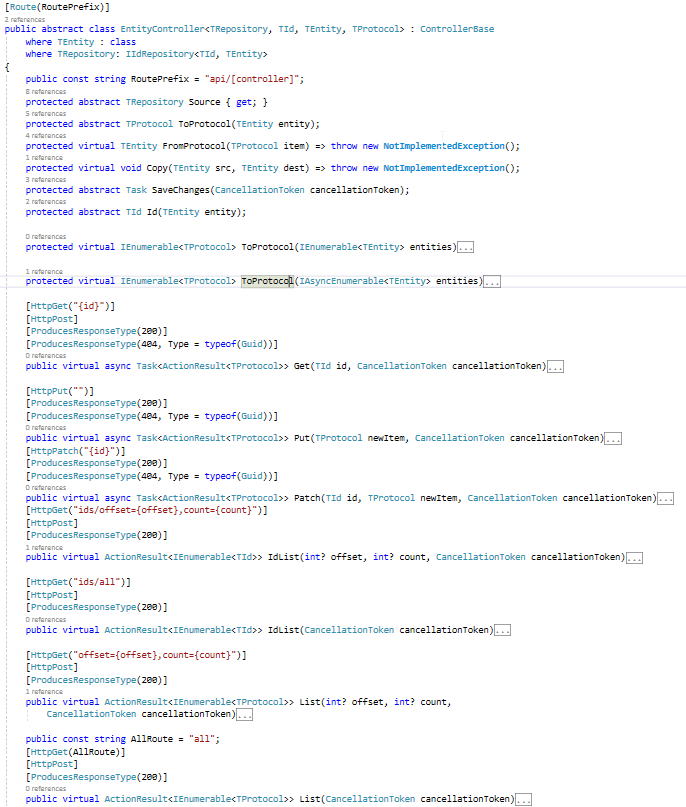 [Route(RoutePrefix)]
2 references
public abstract class EntityController<TRepository, TId, TEntity, TProtocol> : ControllerBase
where TEntity : class
where TRepository: IIdRepository<TId, TEntity>
{
public const string RoutePrefix = "api/[controller]";
8 references
protected abstract TRepository Source { get; }
5 references
protected abstract TProtocol ToProtocol(TEntity entity);
4 references
protected virtual TEntity FromProtocol(TProtocol item) => throw new NotImplementedException();
1 reference
protected virtual void Copy(TEntity src, TEntity dest) => throw new NotImplementedException();
3 references
protected abstract Task SaveChanges(CancellationToken cancellationToken);
2 references
protected abstract TId Id(TEntity entity);
0 references
protected virtual IEnumerable<TProtocol> ToProtocol(IEnumerable<TEntity> entities)...
1 reference
protected virtual IEnumerable<TProtocol> ToProtocol(IAsyncEnumerable<TEntity> entities)...
[HttpGet("{id}")]
[HttpPost]
[ProducesResponseType(200)]
[ProducesResponseType(404, Type = typeof(Guid))]
0 references
public virtual async Task<ActionResult<TProtocol>> Get(TId id, CancellationToken cancellationToken)...
[HttpPut("")]
[ProducesResponseType(200)]
[ProducesResponseType(404, Type = typeof(Guid))]
0 references
public virtual async Task<ActionResult<TProtocol>> Put(TProtocol newItem, CancellationToken cancellationToken)...
[HttpPatch("{id}")]
[ProducesResponseType(200)]
[ProducesResponseType(404, Type = typeof(Guid))]
0 references
public virtual async Task<ActionResult<TProtocol>> Patch(TId id, TProtocol newItem, CancellationToken cancellationToken)...
[HttpGet("ids/offset={offset},count={count}")]
[HttpPost]
[ProducesResponseType(200)]
1 reference
public virtual ActionResult<IEnumerable<TId>> IdList(int? offset, int? count, CancellationToken cancellationToken)...
[HttpGet("ids/all")]
[HttpPost]
[ProducesResponseType(200)]
0 references
public virtual ActionResult<IEnumerable<TId>> IdList(CancellationToken cancellationToken)...
[HttpGet("offset={offset},count={count}")]
[HttpPost]
[ProducesResponseType(200)]
1 reference
public virtual ActionResult<IEnumerable<TProtocol>> List(int? offset, int? count,
CancellationToken cancellationToken)...
public const string AllRoute = "all";
[HttpGet(AllRoute)]
[HttpPost]
[ProducesResponseType(200)]
0 references
public virtual ActionResult<IEnumerable<TProtocol>> List(CancellationToken cancellationToken)...